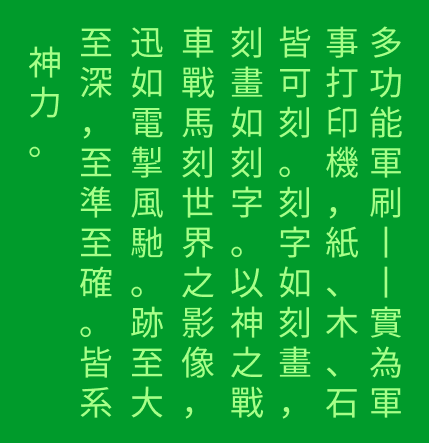 多功能軍刷——實為軍
事打印機，紙、木、石
皆可刻。刻字如刻畫，
刻畫如刻字。以神之戰
車戰馬刻世界之影像，
迅如電掣風馳。跡至大
至深，至準至確。皆系
神力。